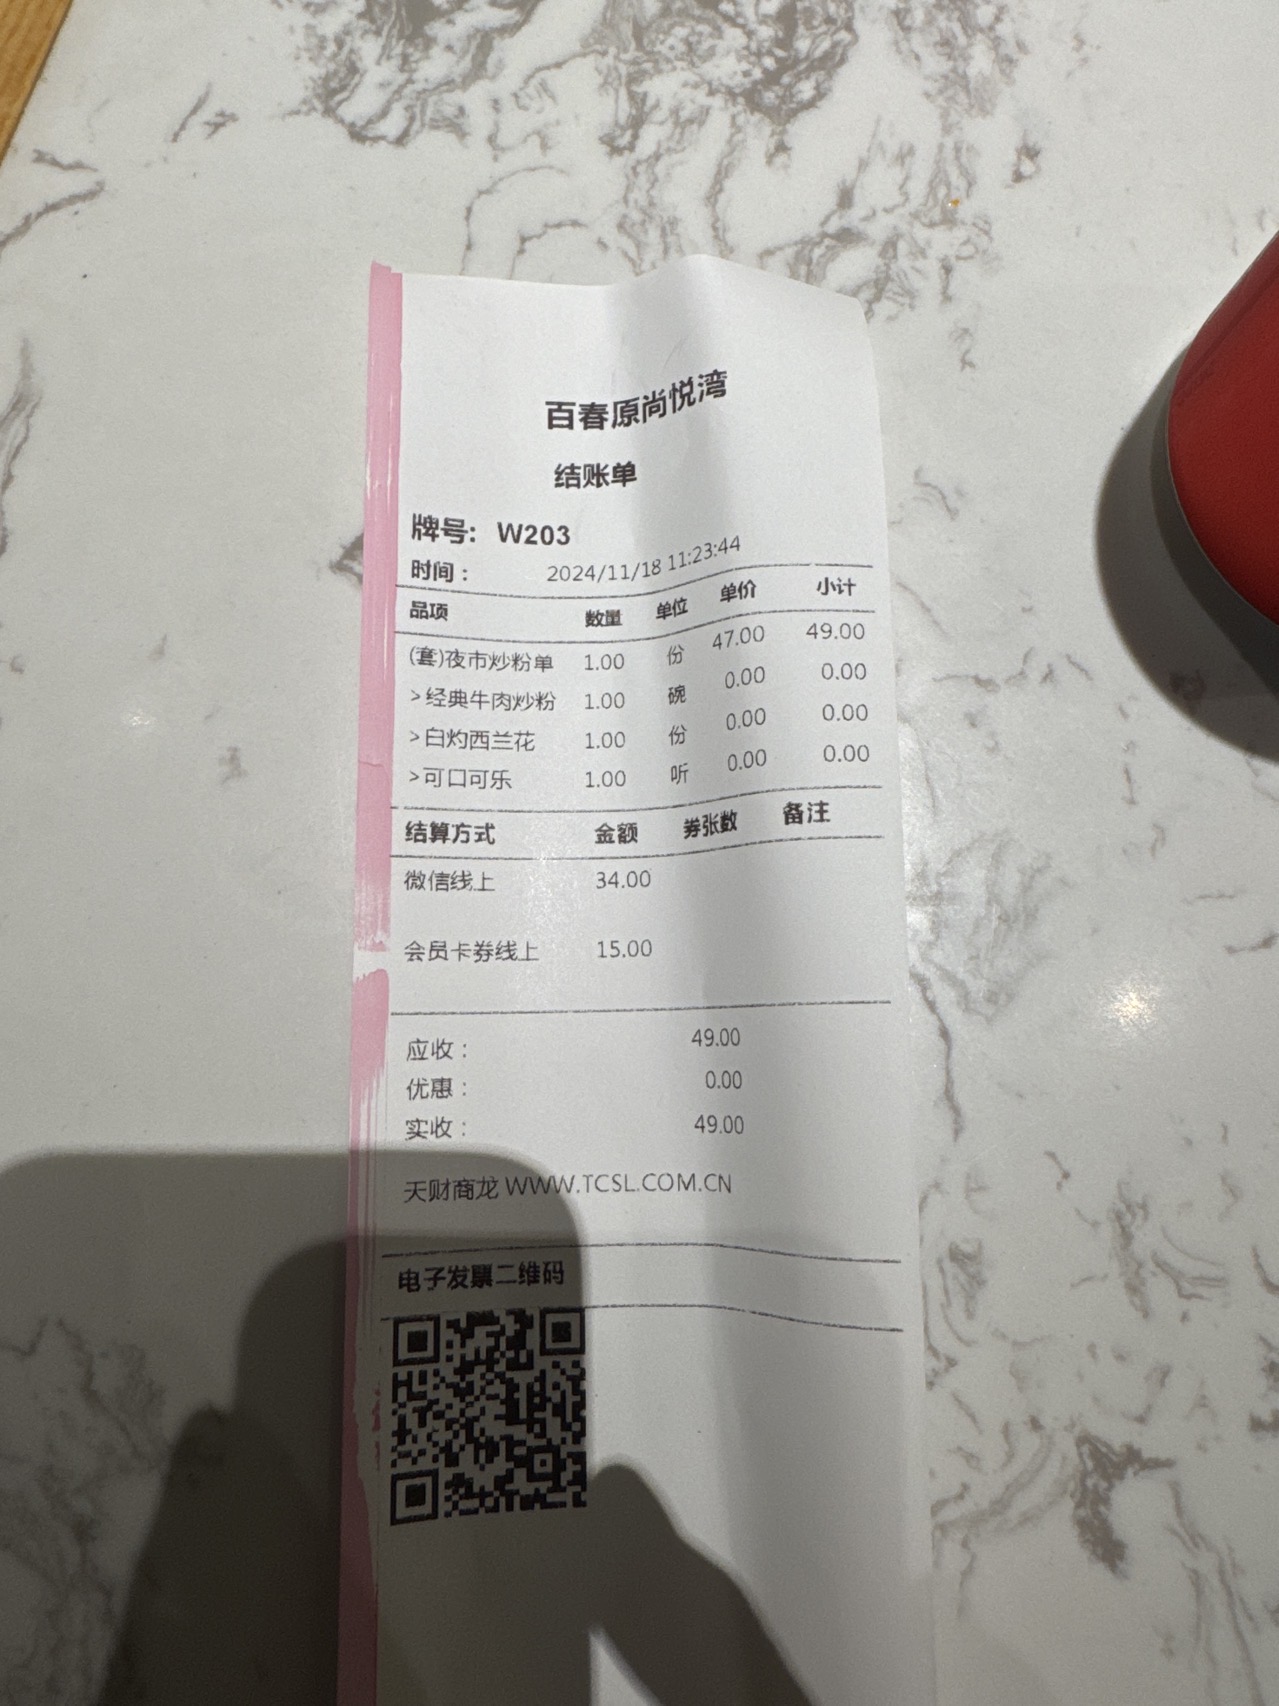 百春原尚悦湾
结账单
牌号: W203
时间: 2024/11/18 11:23:44
品项 数量 单位 单价 小计
(套)夜市炒粉单 1.00 份 47.00 49.00
>经典牛肉炒粉 1.00 碗 0.00 0.00
>白灼西兰花 1.00 份 0.00 0.00
>可口可乐 1.00 听 0.00 0.00
结算方式 金额 券张数 备注
微信线上 34.00
会员卡券线上 15.00
应收: 49.00
优惠: 0.00
实收: 49.00
天财商龙 WWW.TCSL.COM.CN
电子发票二维码